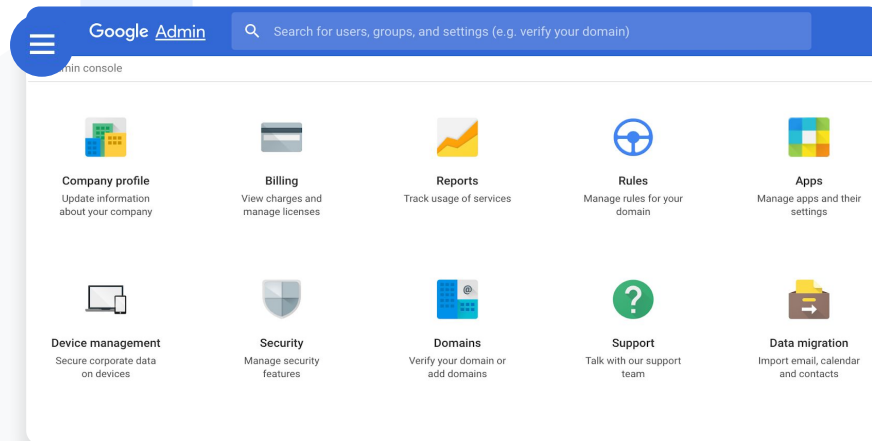 Google Admin
Search for users, groups, and settings (e.g. verify your domain)
console
Company profile
Update information
about your company
Billing
View charges and
manage licenses
Reports
Track usage of services
Rules
Manage rules for your
domain
Apps
Manage apps and their
settings
Device management
Secure corporate data
on devices
Security
Manage security
features
@
Domains
Verify your domain or
add domains
?
Support
Talk with our support
team
Data migration
Import email, calendar
and contacts